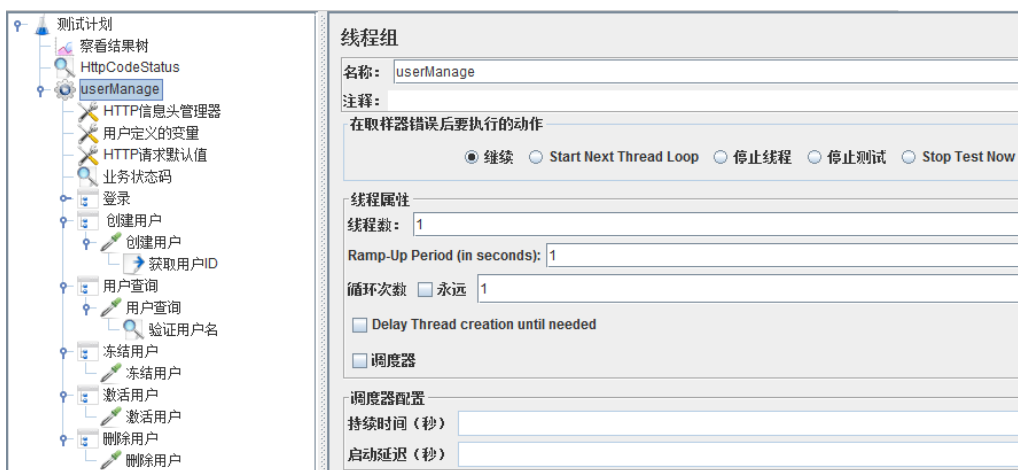 测试计划
察看结果树
HttpCodeStatus
userManage
HTTP信息头管理器
用户定义的变量
HTTP请求默认值
业务状态码
登录
创建用户
创建用户
获取用户ID
用户查询
用户查询
验证用户名
冻结用户
冻结用户
激活用户
激活用户
删除用户
删除用户
线程组
名称： userManage
注释：
在取样器错误后要执行的动作
继续 Start Next Thread Loop 停止线程 停止测试 Stop Test Now
线程属性
线程数： 1
Ramp-Up Period (in seconds): 1
循环次数 永远 1
Delay Thread creation until needed
调度器
调度器配置
持续时间（秒）
启动延迟（秒）